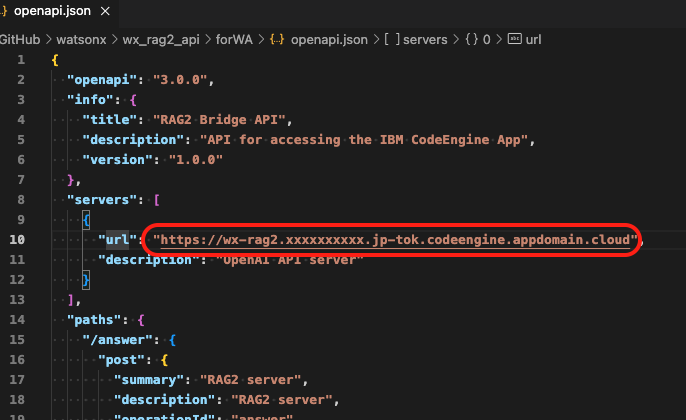 openapi.json ×
GitHub > watsonx > wx_rag2_api > forWA > {..} openapi.json > [ ] servers > { } 0 > abc url
1 {
2 "openapi": "3.0.0",
3 "info": {
4 "title": "RAG2 Bridge API",
5 "description": "API for accessing the IBM CodeEngine App",
6 "version": "1.0.0"
7 },
8 "servers": [
9 {
10 "url": "https://wx-rag2.xxxxxxxxxx.jp-tok.codeengine.appdomain.cloud",
11 "description": "OpenAI API server"
12 }
13 ],
14 "paths": {
15 "/answer": {
16 "post": {
17 "summary": "RAG2 server",
18 "description": "RAG2 server",
19 "operationId": "answer"